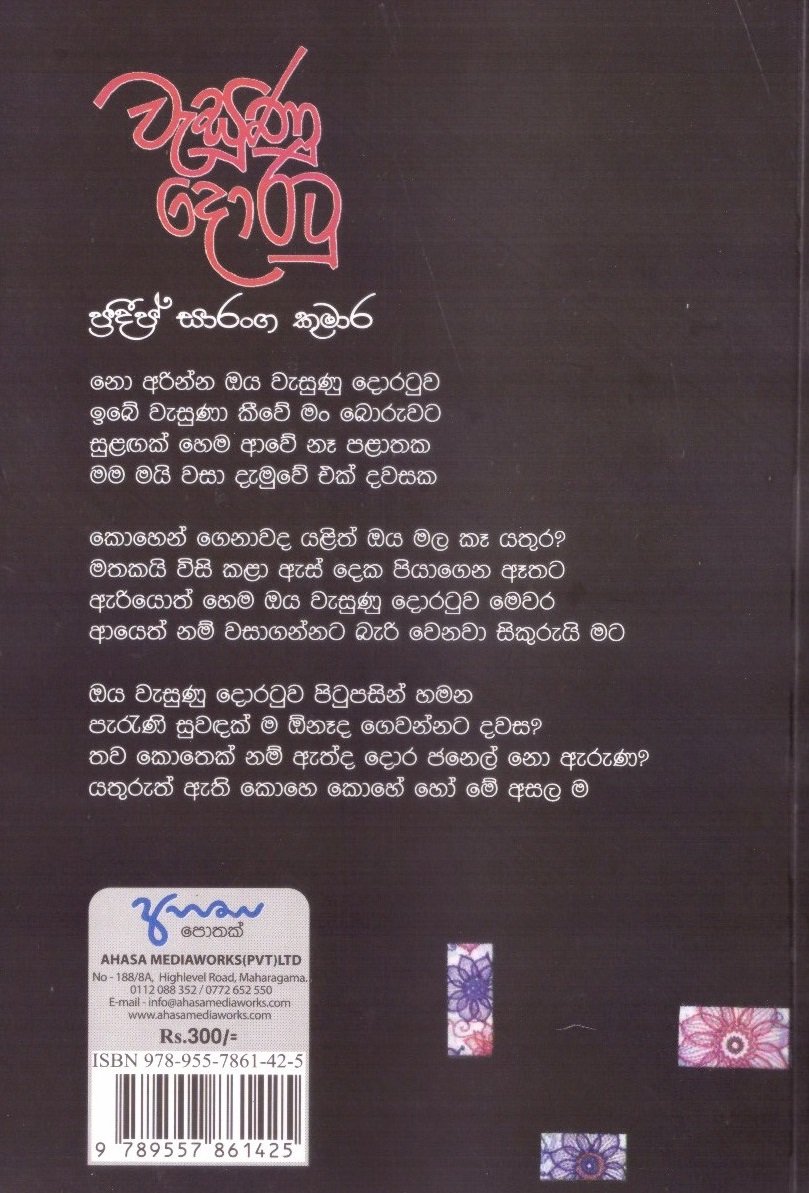 වැසුණු
දොරටු
ප්‍රදීප් සාරංග කුමාර
නො අරින්න ඔය වැසුණු දොරටුව
ඉබේ වැසුණා කීවේ මං බොරුවට
සුළඟක් හෙම ආවේ නෑ පළාතක
මම මයි වසා දැමුවේ එක් දවසක
කොහෙන් ගෙනාවද යළිත් ඔය මල කෑ යතුර?
මතකයි විසි කළා ඇස් දෙක පියාගෙන ඈතට
ඇරියොත් හෙම ඔය වැසුණු දොරටුව මෙවර
ආයෙත් නම් වසාගන්නට බැරි වෙනවා සිකුරුයි මට
ඔය වැසුණු දොරටුව පිටුපසින් හමන
පැරැණි සුවඳක් ම ඕනෑද ගෙවන්නට දවස?
තව කොතෙක් නම් ඇත්ද දොර ජනෙල් නො ඇරුණ?
යතුරුත් ඇති කොහෙ කොහේ හෝ මේ අසල ම
අහස
පොතක්
AHASA MEDIAWORKS(PVT)LTD
No - 188/8A, Highlevel Road, Maharagama.
0112 088 352 / 0772 652 550
E-mail - info@ahasamediaworks.com
www.ahasamediaworks.com
Rs.300/=
ISBN 978-955-7861-42-5
9 789557 861425